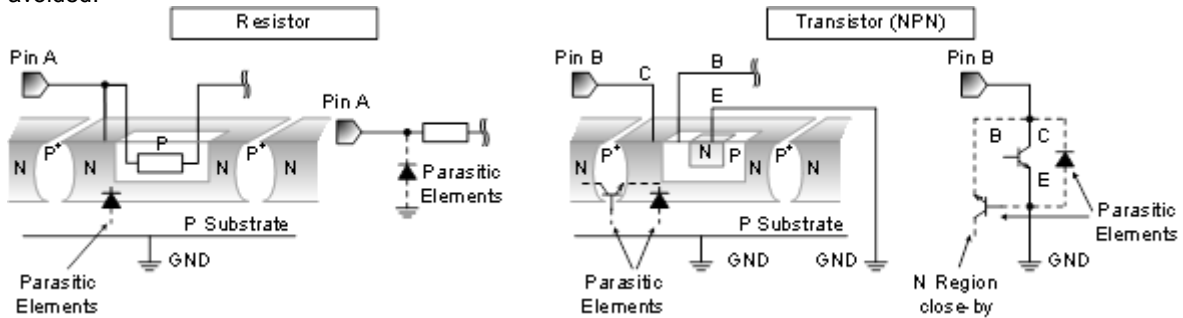 avoided.
Resistor
Transistor (NPN)
Pin A
Pin B
Pin B
C
B
E
Pin A
B
C
E
N
P+
N
P
N
P+
N
N
P+
N
N
P
N
P+
N
Parasitic
Elements
Parasitic
Elements
P Substrate
P Substrate
GND
GND
GND
GND
Parasitic
Elements
Parasitic
Elements
N Region
close-by